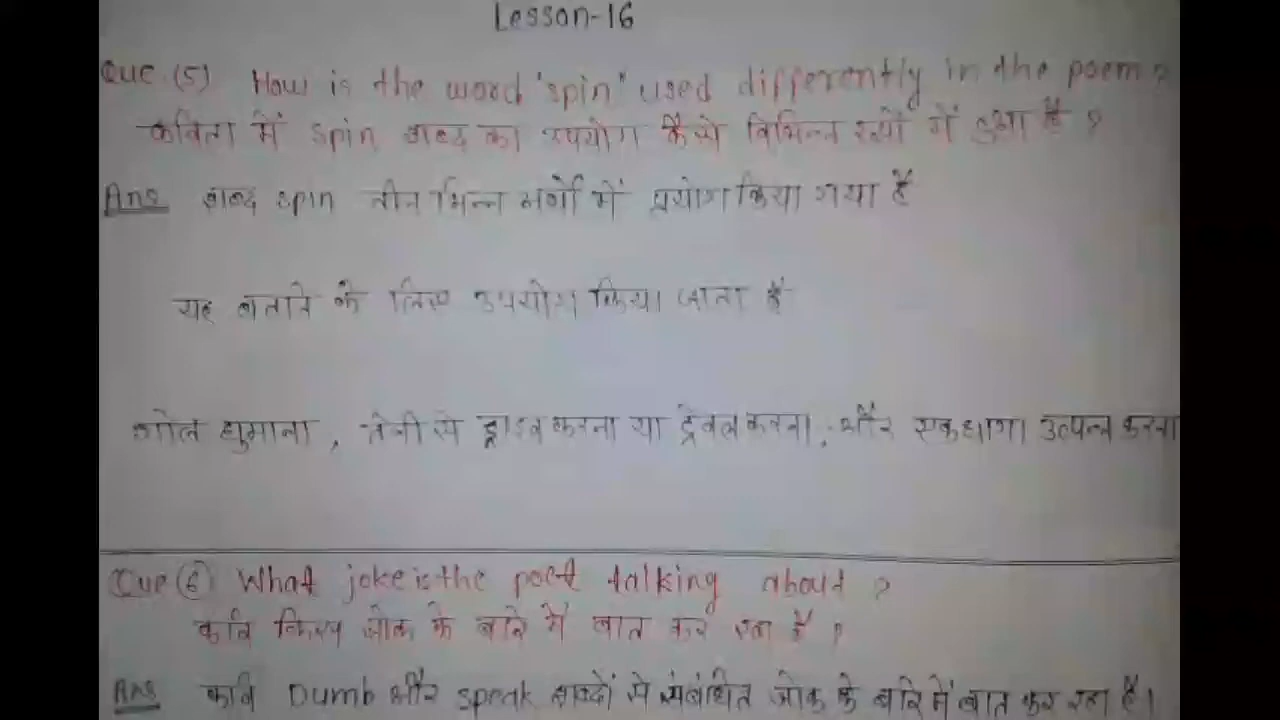 Lesson-16
Que.(5) How is the word 'spin' used differently in the poem?
कविता में spin शब्द का उपयोग कैसे विभिन्न रूपों में हुआ है ?
Ans शब्द spin तीन भिन्न अर्थो में प्रयोग किया गया है
यह बताने के लिए उपयोग किया जाता है
गोल घुमाना , तेजी से ड्राइव करना या ट्रेवल करना, और एक धागा उत्पन्न करना
Que (6) What joke is the poet talking about ?
कवि किस जोक के बारे में बात कर रहा है ?
Ans कवि Dumb और speak शब्दों से संबंधित जोक के बारे में बात कर रहा है।